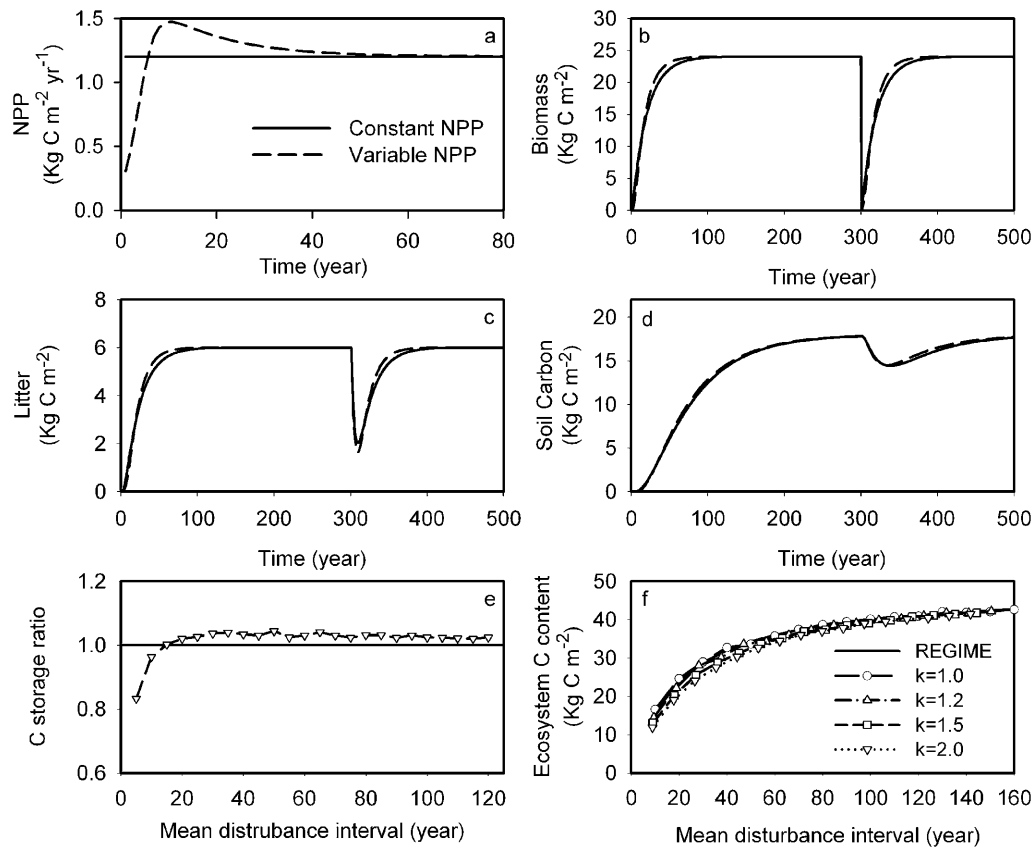 a
1.5
1.0
0.5
0.0
NPP
(Kg C m-2 yr-1)
Constant NPP
Variable NPP
0 20 40 60 80
Time (year)
b
30
25
20
15
10
5
0
Biomass
(Kg C m-2)
0 100 200 300 400 500
Time (year)
c
8
6
4
2
0
Litter
(Kg C m-2)
0 100 200 300 400 500
Time (year)
d
20
15
10
5
0
Soil Carbon
(Kg C m-2)
0 100 200 300 400 500
Time (year)
e
1.2
1.0
0.8
0.6
C storage ratio
0 20 40 60 80 100 120
Mean distrubance interval (year)
f
50
40
30
20
10
0
Ecosystem C content
(Kg C m-2)
REGIME
k=1.0
k=1.2
k=1.5
k=2.0
0 20 40 60 80 100 120 140 160
Mean disturbance interval (year)